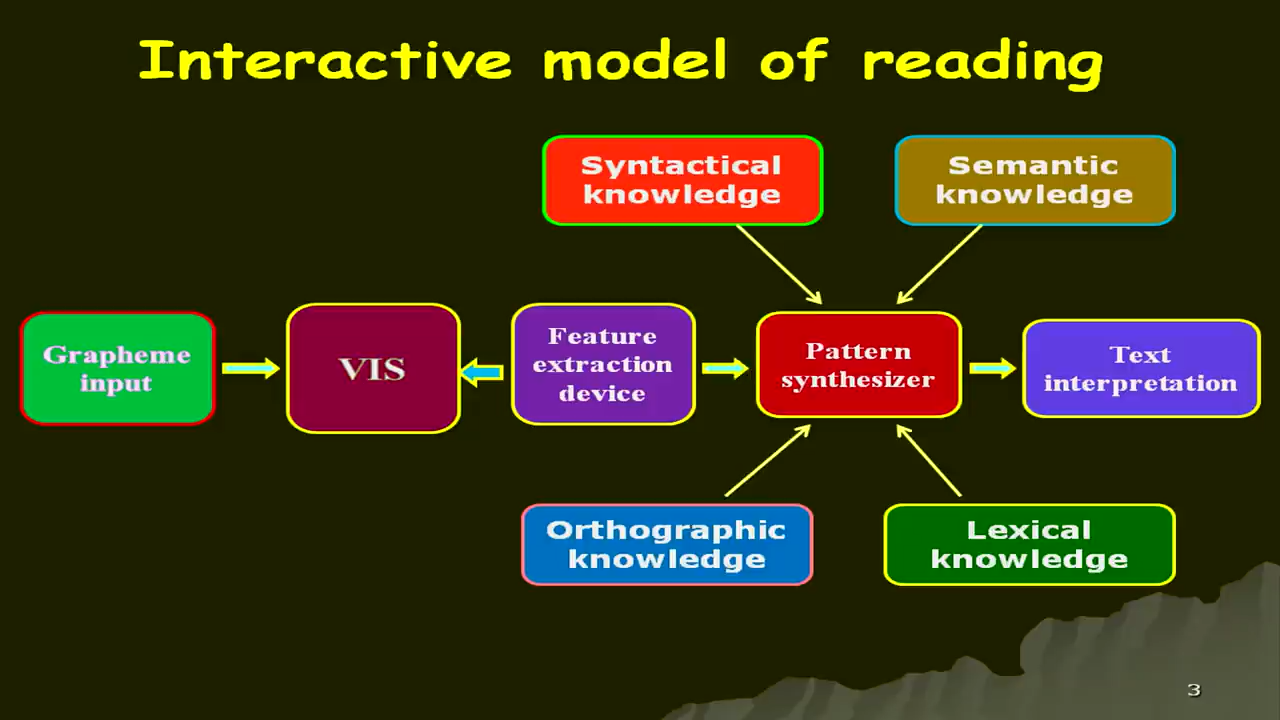 Interactive model of reading
Syntactical
knowledge
Semantic
knowledge
Grapheme
input
VIS
Feature
extraction
device
Pattern
synthesizer
Text
interpretation
Orthographic
knowledge
Lexical
knowledge
3